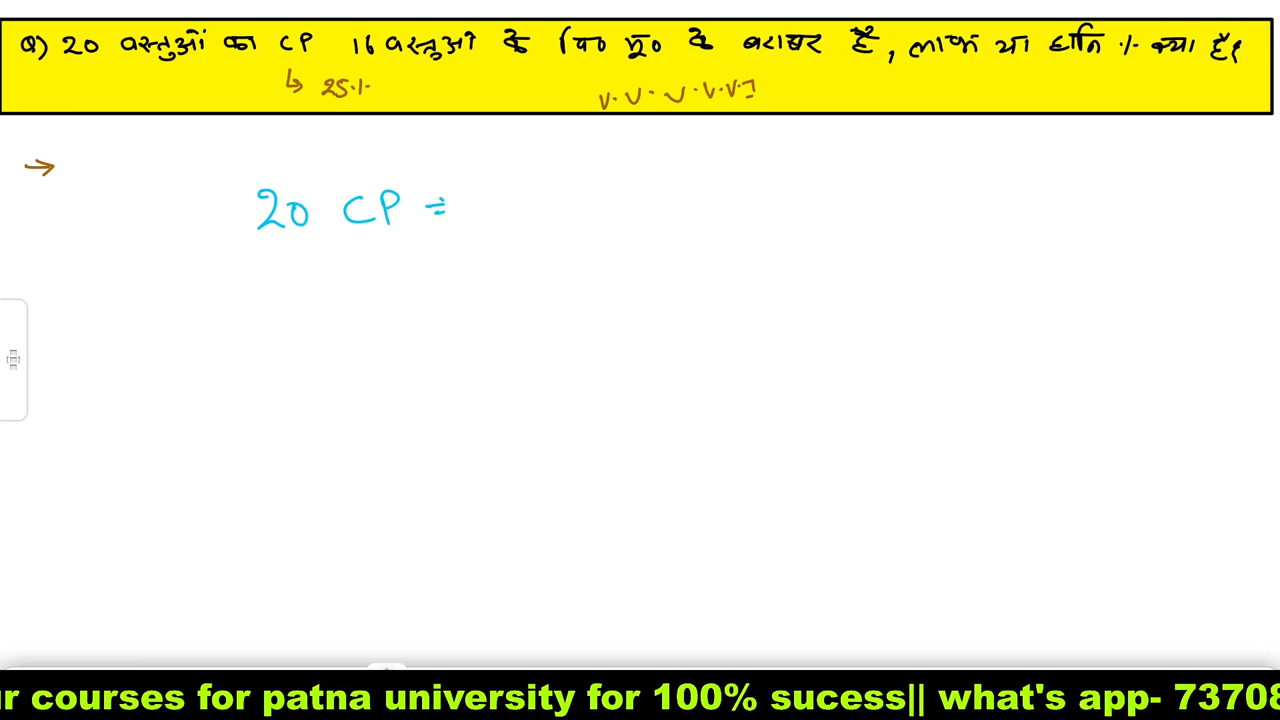 Q) 20 वस्तुओं का CP 16 वस्तुओं के वि० मू० के बराबर है, लाभ या हानि % क्या है?
↳ 25% V.V.V.V.V.I
→
20 CP =
ur courses for patna university for 100% sucess|| what's app- 73708